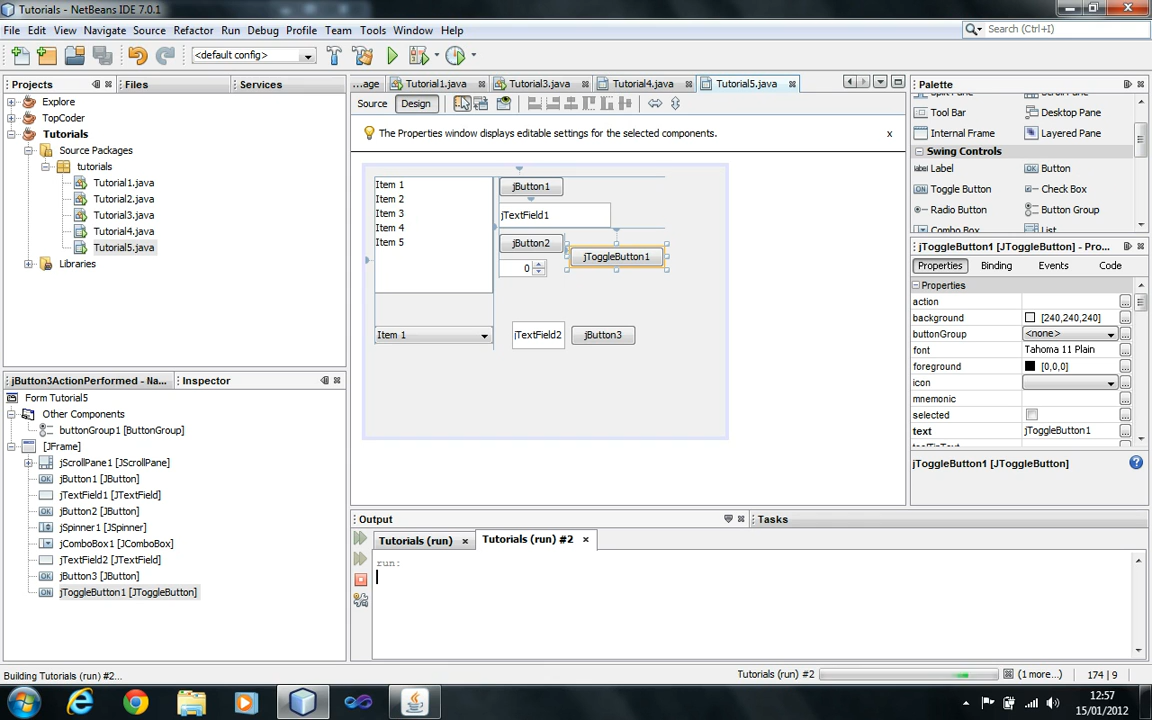 Tutorials - NetBeans IDE 7.0.1
File Edit View Navigate Source Refactor Run Debug Profile Team Tools Window Help
Search (Ctrl+I)
<default config>
Projects
Files
Services
Explore
TopCoder
Tutorials
Source Packages
tutorials
Tutorial1.java
Tutorial2.java
Tutorial3.java
Tutorial4.java
Tutorial5.java
Libraries
jButton3ActionPerformed - Na...
Inspector
Form Tutorial5
Other Components
buttonGroup1 [ButtonGroup]
[JFrame]
jScrollPane1 [JScrollPane]
jButton1 [JButton]
jTextField1 [JTextField]
jButton2 [JButton]
jSpinner1 [JSpinner]
jComboBox1 [JComboBox]
jTextField2 [JTextField]
jButton3 [JButton]
jToggleButton1 [JToggleButton]
...age
Tutorial1.java
Tutorial3.java
Tutorial4.java
Tutorial5.java
Source
Design
The Properties window displays editable settings for the selected components.
x
Item 1
Item 2
Item 3
Item 4
Item 5
jButton1
jTextField1
jButton2
jToggleButton1
0
Item 1
jTextField2
jButton3
Output
Tasks
Tutorials (run)
Tutorials (run) #2
run:
Palette
Tool Bar
Desktop Pane
Internal Frame
Layered Pane
Swing Controls
Label
Button
Toggle Button
Check Box
Radio Button
Button Group
Combo Box
List
jToggleButton1 [JToggleButton] - Pro...
Properties
Binding
Events
Code
Properties
action
background
[240,240,240]
buttonGroup
<none>
font
Tahoma 11 Plain
foreground
[0,0,0]
icon
mnemonic
selected
text
jToggleButton1
toolTipText
jToggleButton1 [JToggleButton]
Building Tutorials (run) #2...
Tutorials (run) #2
(1 more...)
174 | 9
12:57
15/01/2012